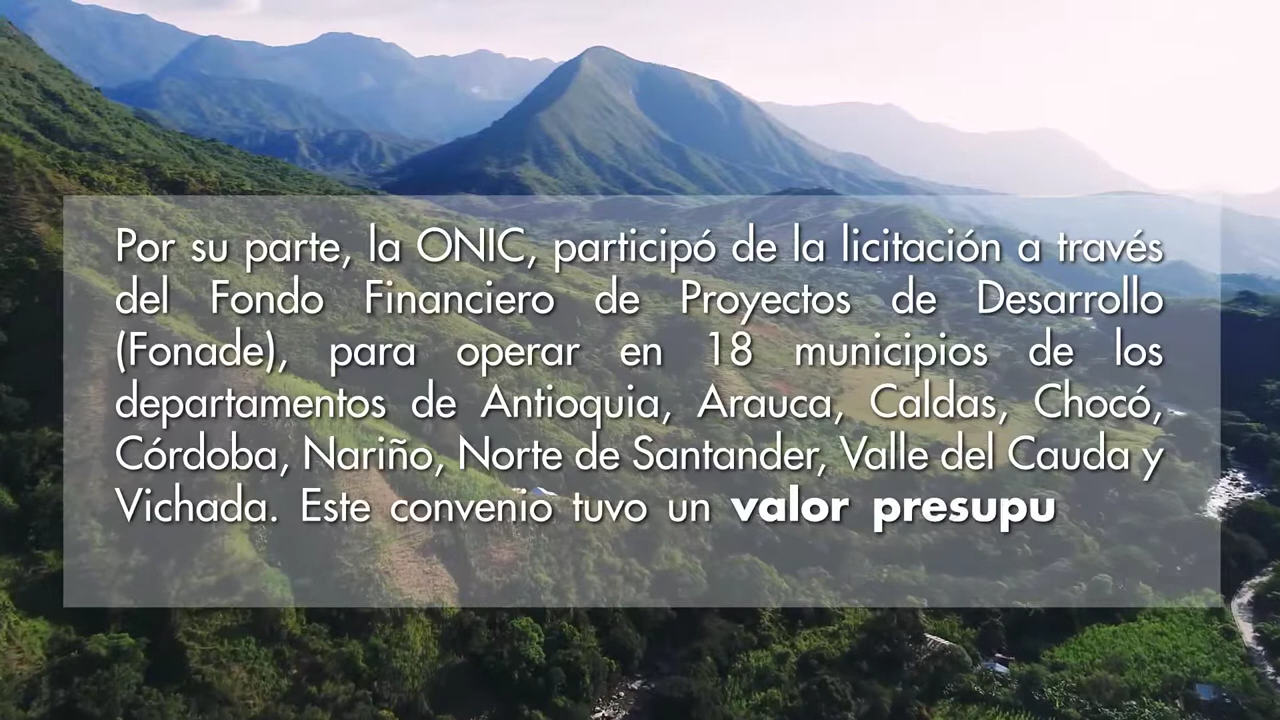 Por su parte, la ONIC, participó de la licitación a través
del Fondo Financiero de Proyectos de Desarrollo
(Fonade), para operar en 18 municipios de los
departamentos de Antioquia, Arauca, Caldas, Chocó,
Córdoba, Nariño, Norte de Santander, Valle del Cauda y
Vichada. Este convenio tuvo un valor presupu